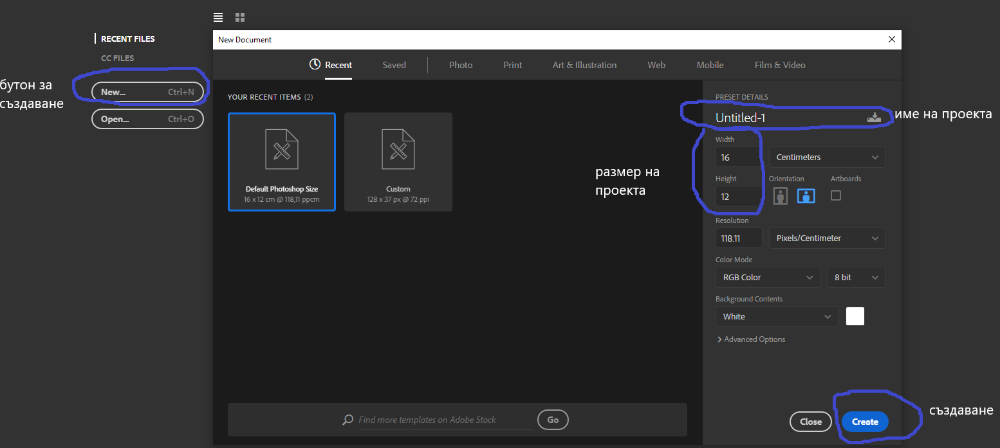 RECENT FILES
CC FILES
бутон за
създаване
New... Ctrl+N
Open... Ctrl+O
New Document
Recent Saved Photo Print Art & Illustration Web Mobile Film & Video
YOUR RECENT ITEMS (2)
Default Photoshop Size
16 x 12 cm @ 118,11 ppcm
Custom
128 x 37 px @ 72 ppi
размер на
проекта
PRESET DETAILS
Untitled-1
име на проекта
Width
16 Centimeters
Height Orientation Artboards
12
Resolution
118.11 Pixels/Centimeter
Color Mode
RGB Color 8 bit
Background Contents
White
Advanced Options
Find more templates on Adobe Stock Go
Close Create
създаване